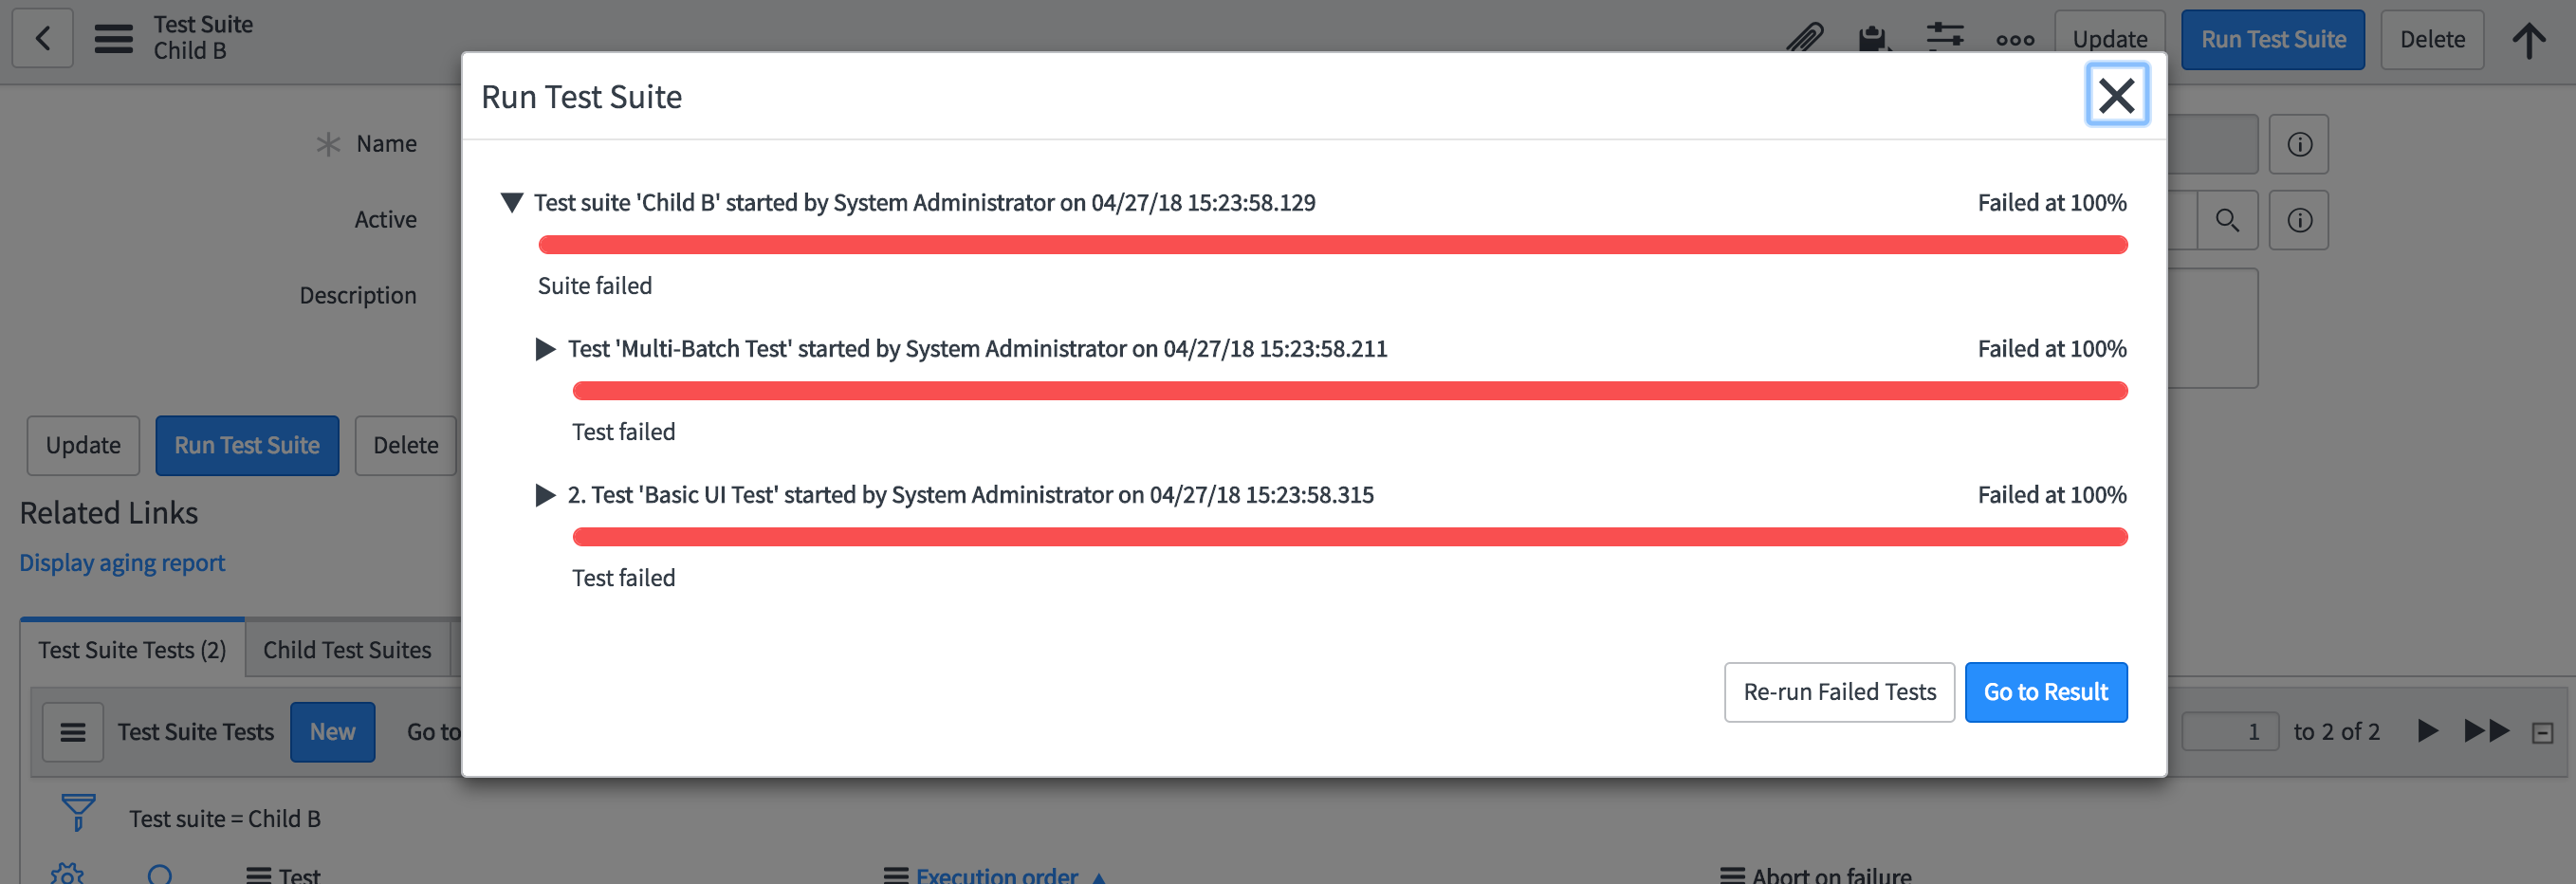 Test Suite
Child B
Update
Run Test Suite
Delete
Run Test Suite
Name
Active
Description
Test suite 'Child B' started by System Administrator on 04/27/18 15:23:58.129
Failed at 100%
Suite failed
Test 'Multi-Batch Test' started by System Administrator on 04/27/18 15:23:58.211
Failed at 100%
Test failed
2. Test 'Basic UI Test' started by System Administrator on 04/27/18 15:23:58.315
Failed at 100%
Test failed
Re-run Failed Tests
Go to Result
Update
Run Test Suite
Delete
Related Links
Display aging report
Test Suite Tests (2)
Child Test Suites
Test Suite Tests
New
Go to
1 to 2 of 2
Test suite = Child B
Test
Execution order
Abort on failure